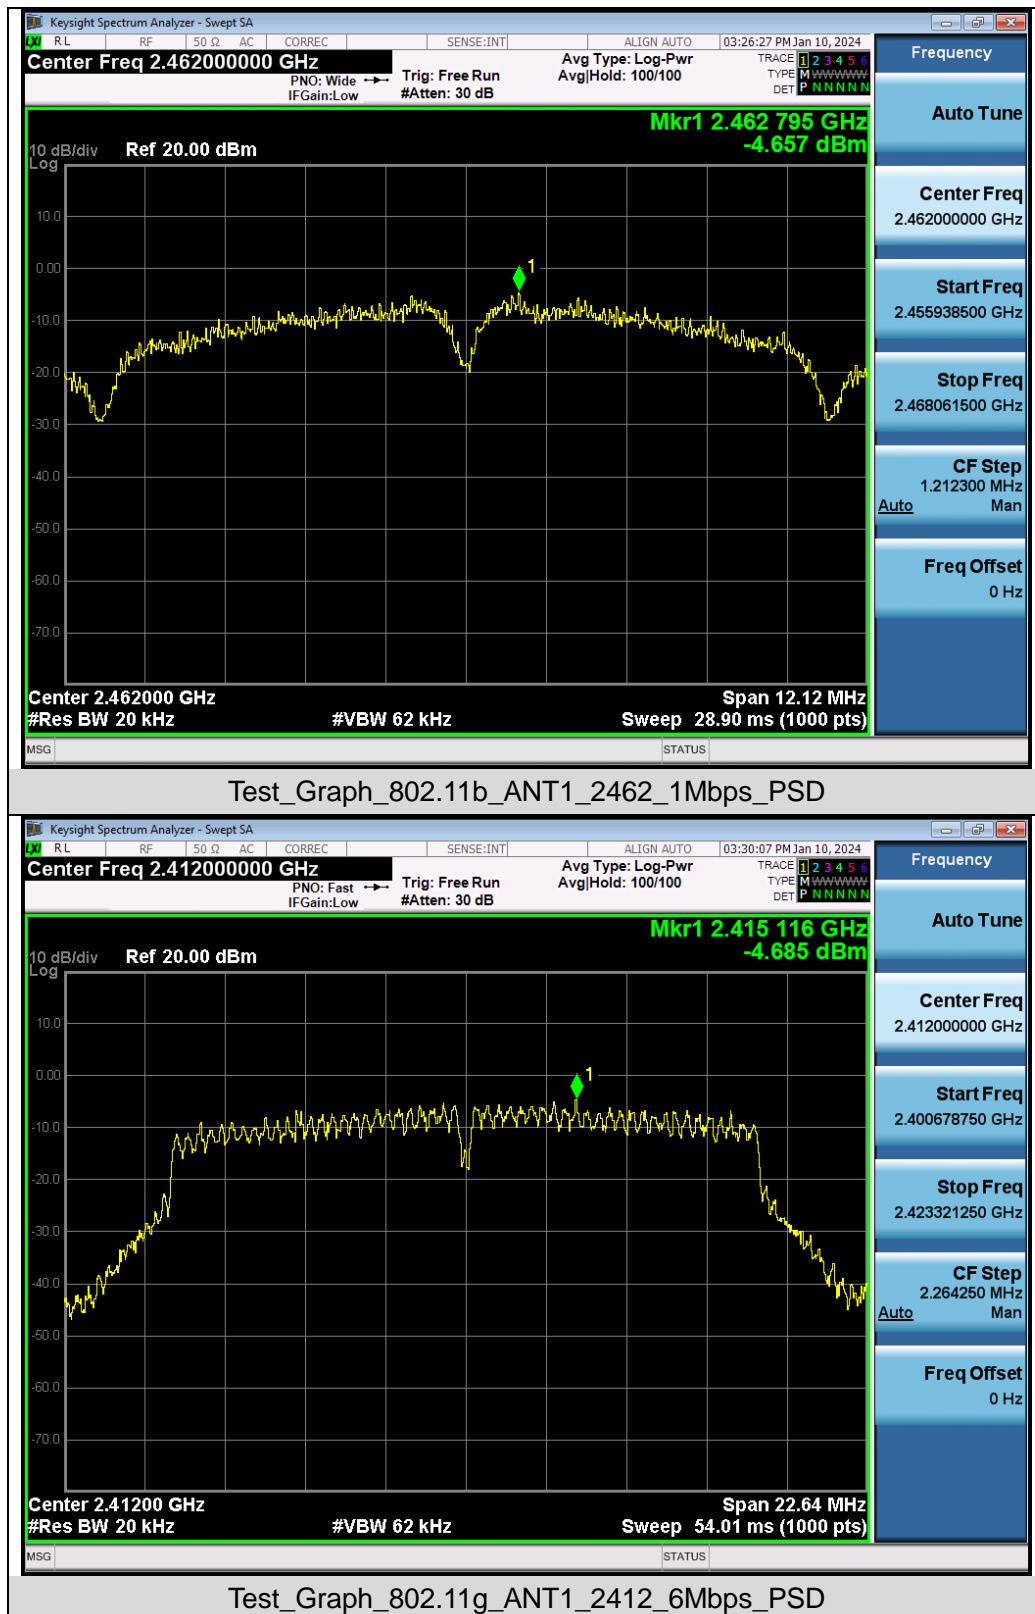 Keysight Spectrum Analyzer - Swept SA
LXI RL RF 50 Ω AC CORREC SENSE:INT ALIGN AUTO 03:26:27 PM Jan 10, 2024
Center Freq 2.462000000 GHz
PNO: Wide
IFGain:Low
Trig: Free Run
#Atten: 30 dB
Avg Type: Log-Pwr
Avg|Hold: 100/100
TRACE 1 2 3 4 5 6
TYPE M WWWWW
DET P N N N N N
Mkr1 2.462 795 GHz
-4.657 dBm
10 dB/div Ref 20.00 dBm
Log
10.0
0.00
-10.0
-20.0
-30.0
-40.0
-50.0
-60.0
-70.0
1
Center 2.462000 GHz Span 12.12 MHz
#Res BW 20 kHz #VBW 62 kHz Sweep 28.90 ms (1000 pts)
MSG STATUS
Frequency
Auto Tune
Center Freq
2.462000000 GHz
Start Freq
2.455938500 GHz
Stop Freq
2.468061500 GHz
CF Step
1.212300 MHz
Auto Man
Freq Offset
0 Hz
Test_Graph_802.11b_ANT1_2462_1Mbps_PSD
Keysight Spectrum Analyzer - Swept SA
LXI RL RF 50 Ω AC CORREC SENSE:INT ALIGN AUTO 03:30:07 PM Jan 10, 2024
Center Freq 2.412000000 GHz
PNO: Fast
IFGain:Low
Trig: Free Run
#Atten: 30 dB
Avg Type: Log-Pwr
Avg|Hold: 100/100
TRACE 1 2 3 4 5 6
TYPE M WWWWW
DET P N N N N N
Mkr1 2.415 116 GHz
-4.685 dBm
10 dB/div Ref 20.00 dBm
Log
10.0
0.00
-10.0
-20.0
-30.0
-40.0
-50.0
-60.0
-70.0
1
Center 2.41200 GHz Span 22.64 MHz
#Res BW 20 kHz #VBW 62 kHz Sweep 54.01 ms (1000 pts)
MSG STATUS
Frequency
Auto Tune
Center Freq
2.412000000 GHz
Start Freq
2.400678750 GHz
Stop Freq
2.423321250 GHz
CF Step
2.264250 MHz
Auto Man
Freq Offset
0 Hz
Test_Graph_802.11g_ANT1_2412_6Mbps_PSD